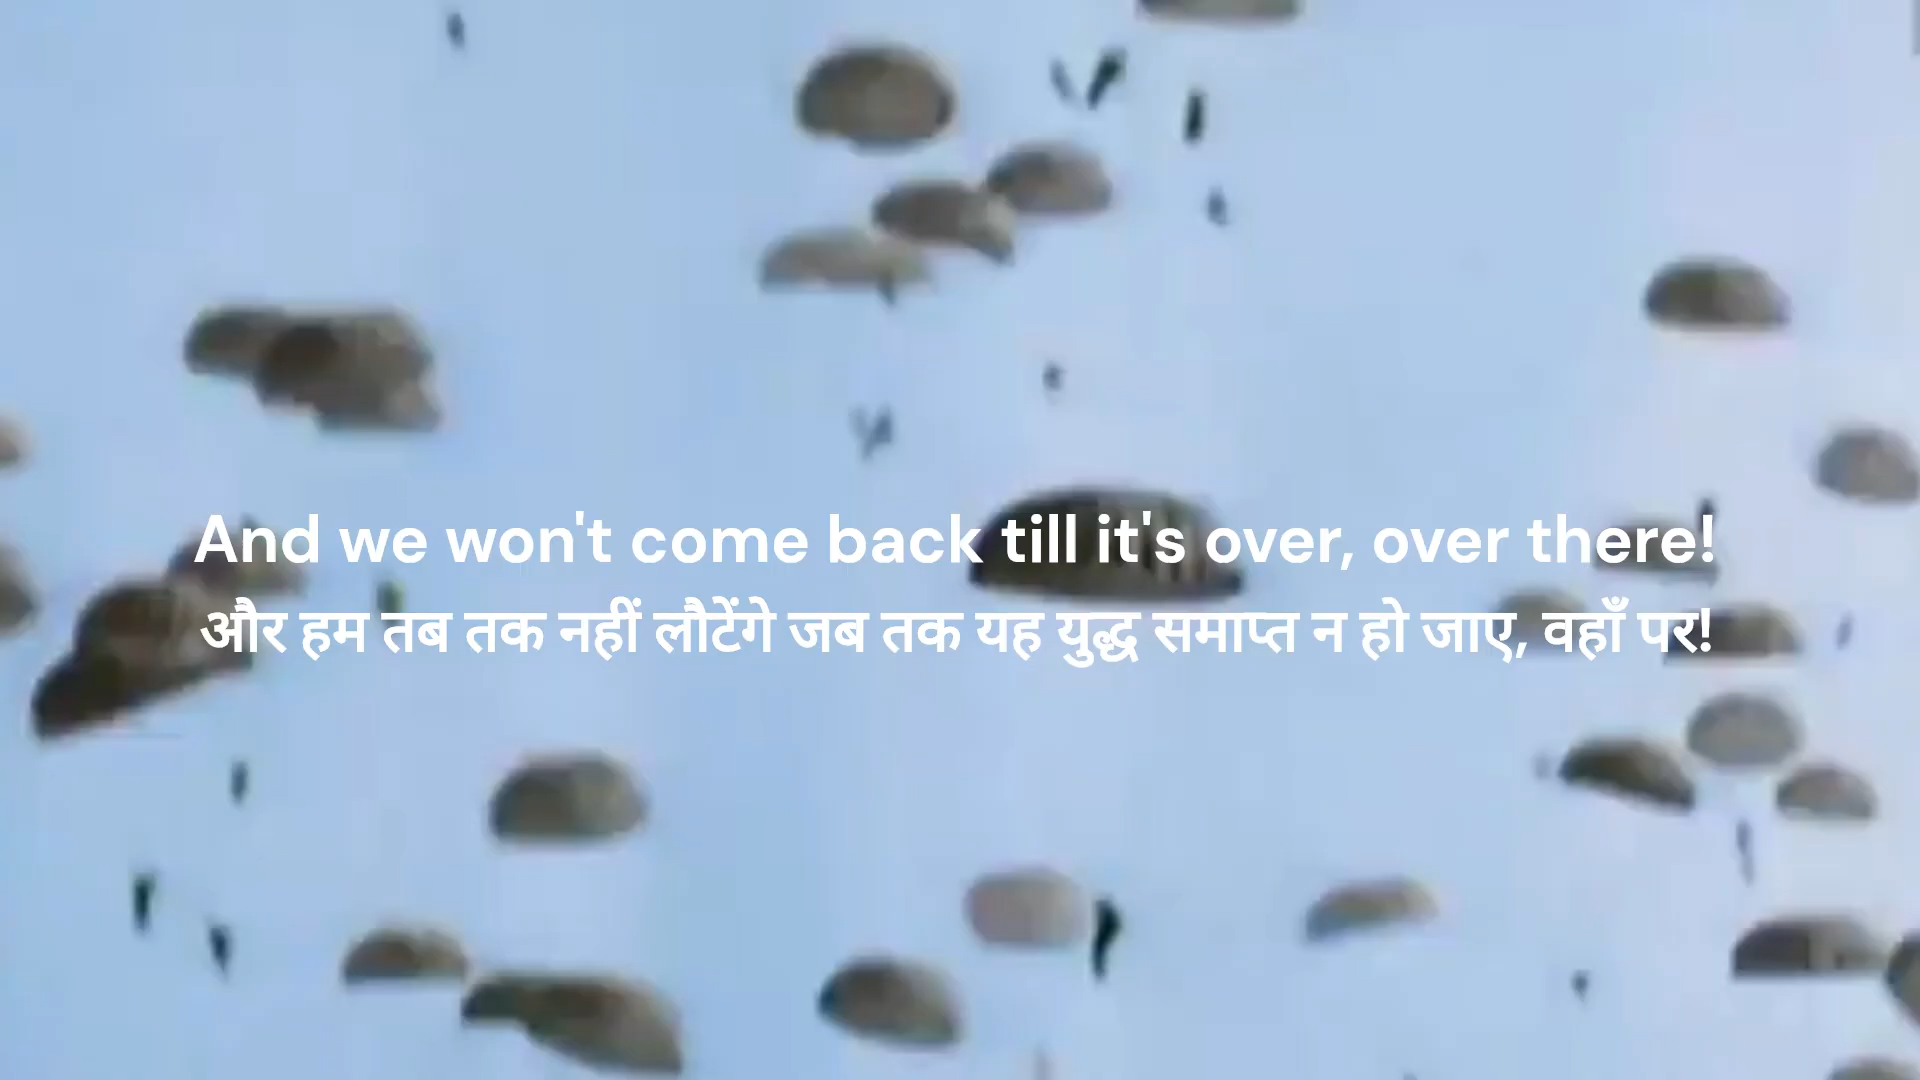 And we won't come back till it's over, over there!
और हम तब तक नहीं लौटेंगे जब तक यह युद्ध समाप्त न हो जाए, वहाँ पर!